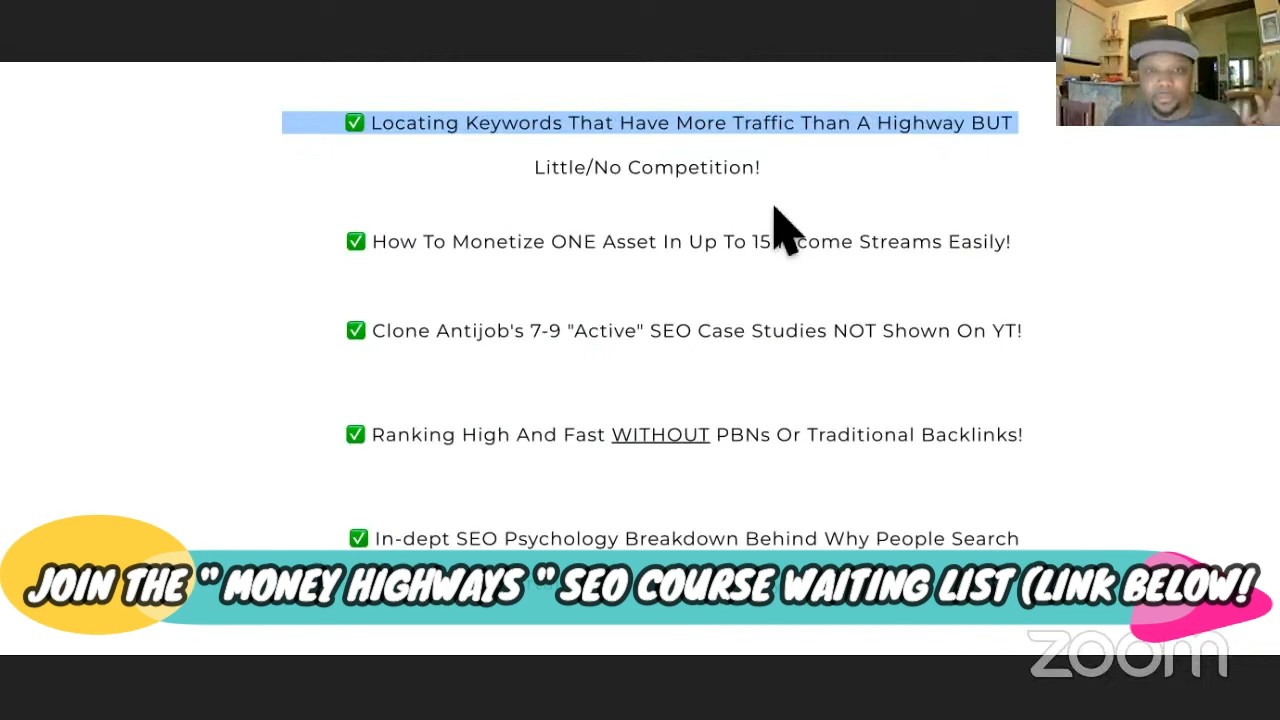 ✅ Locating Keywords That Have More Traffic Than A Highway BUT
Little/No Competition!
✅ How To Monetize ONE Asset In Up To 15 Income Streams Easily!
✅ Clone Antijob's 7-9 "Active" SEO Case Studies NOT Shown On YT!
✅ Ranking High And Fast WITHOUT PBNs Or Traditional Backlinks!
✅ In-dept SEO Psychology Breakdown Behind Why People Search
JOIN THE " MONEY HIGHWAYS " SEO COURSE WAITING LIST (LINK BELOW!
zoom